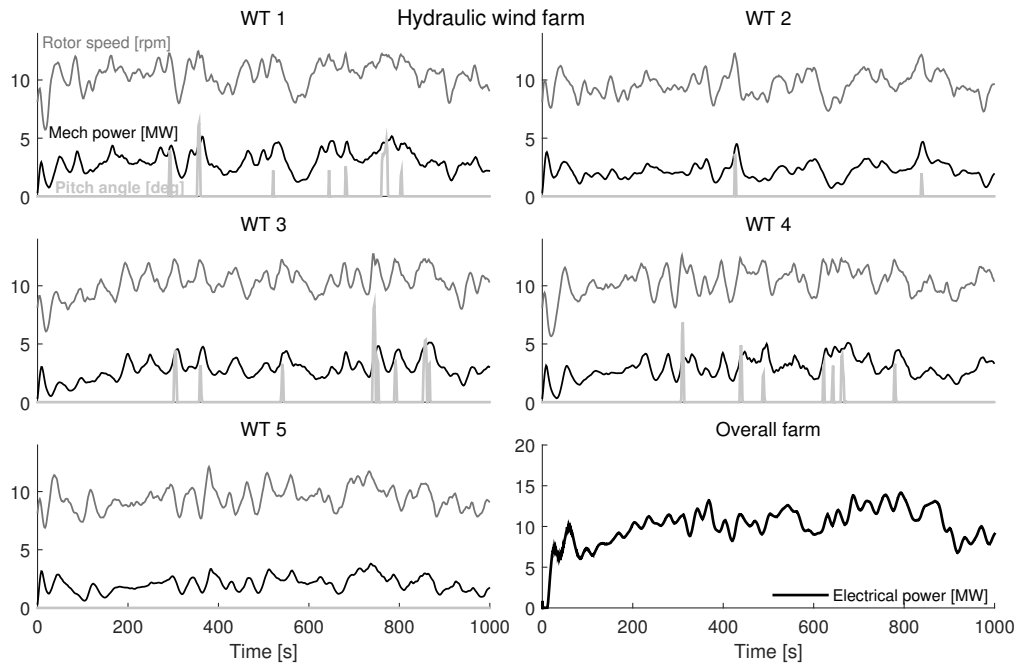 WT 1
Hydraulic wind farm
WT 2
Rotor speed [rpm]
10
5
Mech power [MW]
Pitch angle [deg]
0
10
5
0
WT 3
WT 4
10
5
0
10
5
0
WT 5
Overall farm
10
5
0
20
15
10
5
0
Electrical power [MW]
0 200 400 600 800 1000
0 200 400 600 800 1000
Time [s]
Time [s]